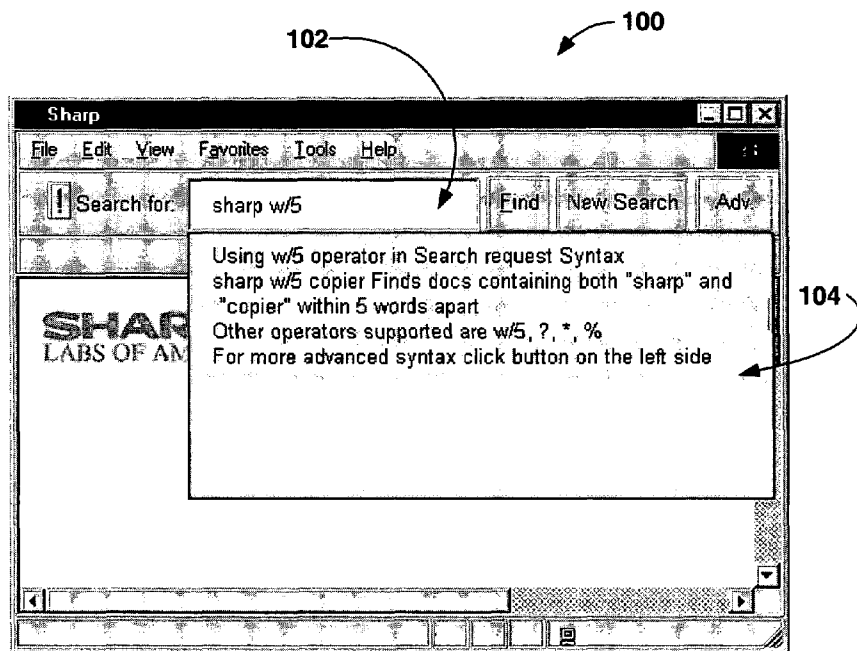 102
100
Sharp
File Edit View Favorites Tools Help
Search for: sharp w/5 Find New Search Adv.
Using w/5 operator in Search request Syntax
sharp w/5 copier Finds docs containing both "sharp" and
"copier" within 5 words apart
Other operators supported are w/5, ?, *, %
For more advanced syntax click button on the left side
104
SHAR
LABS OF AM